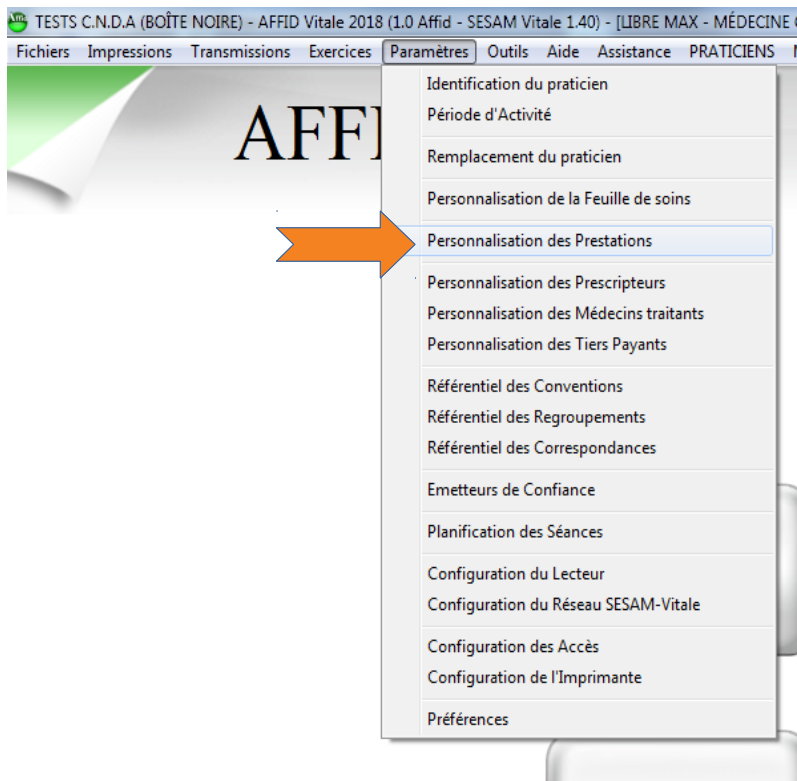 TESTS C.N.D.A (BOÎTE NOIRE) - AFFID Vitale 2018 (1.0 Affid - SESAM Vitale 1.40) - [LIBRE MAX - MÉDECINE
Fichiers Impressions Transmissions Exercices Paramètres Outils Aide Assistance PRATICIENS
AFFI
Identification du praticien
Période d'Activité
Remplacement du praticien
Personnalisation de la Feuille de soins
Personnalisation des Prestations
Personnalisation des Prescripteurs
Personnalisation des Médecins traitants
Personnalisation des Tiers Payants
Référentiel des Conventions
Référentiel des Regroupements
Référentiel des Correspondances
Emetteurs de Confiance
Planification des Séances
Configuration du Lecteur
Configuration du Réseau SESAM-Vitale
Configuration des Accès
Configuration de l'Imprimante
Préférences